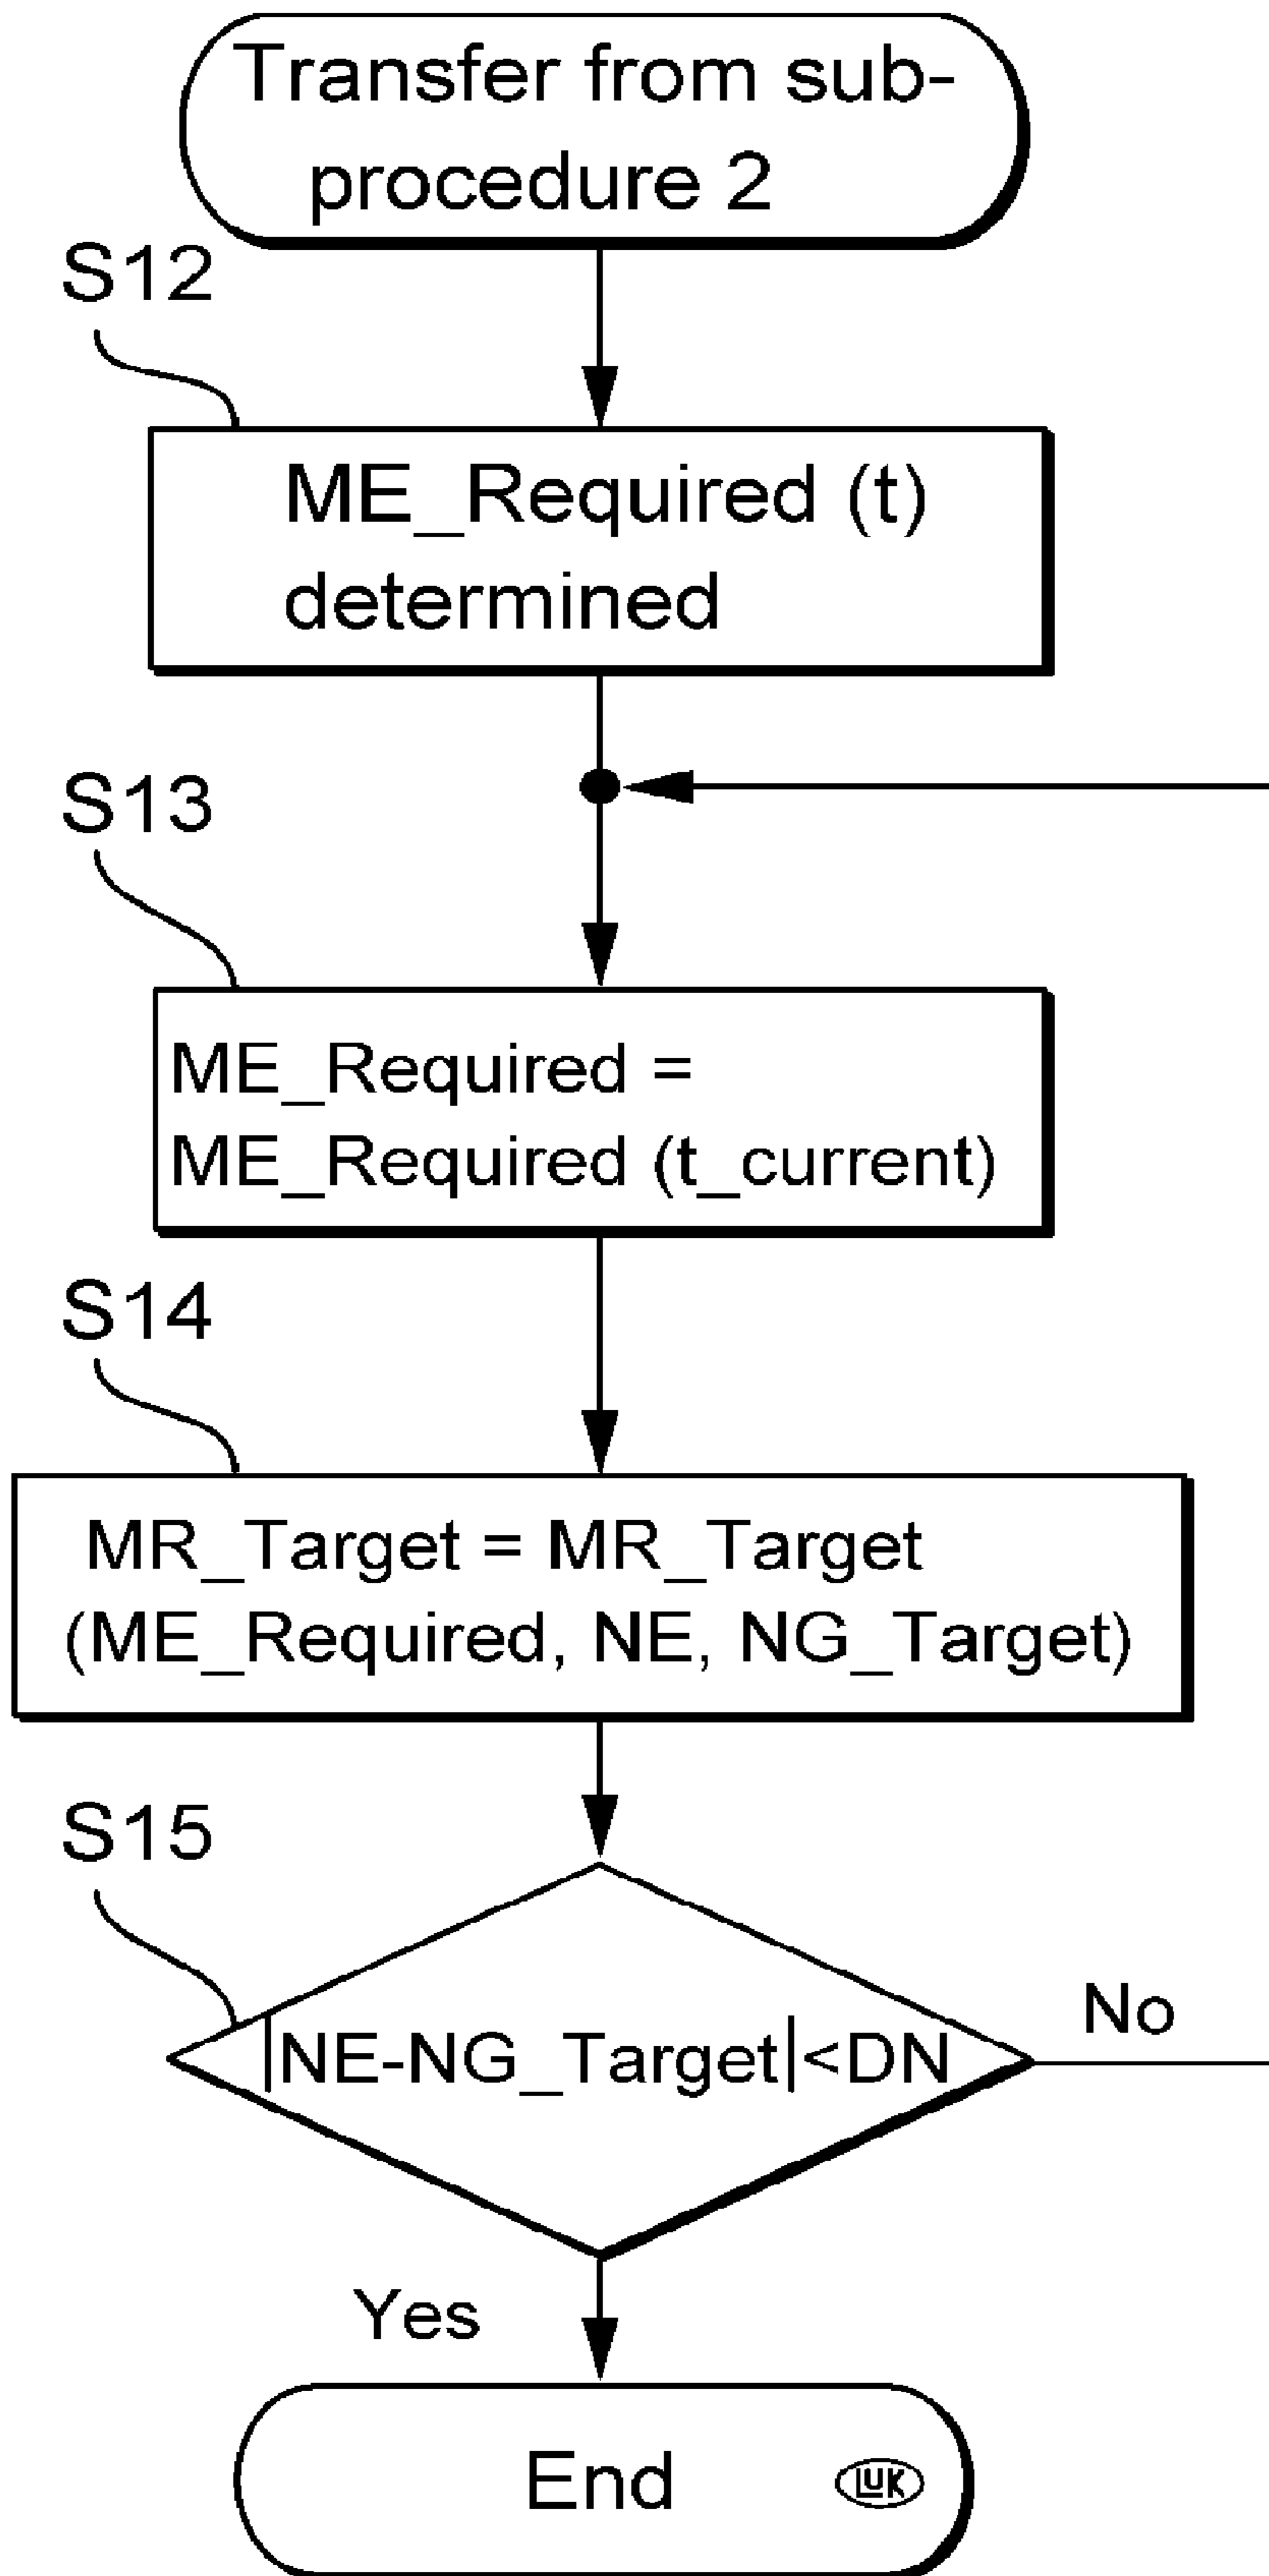 Transfer from sub-
procedure 2
S12
ME_Required (t)
determined
S13
ME_Required =
ME_Required (t_current)
S14
MR_Target = MR_Target
(ME_Required, NE, NG_Target)
S15
|NE-NG_Target|<DN
No
Yes
End
LUK